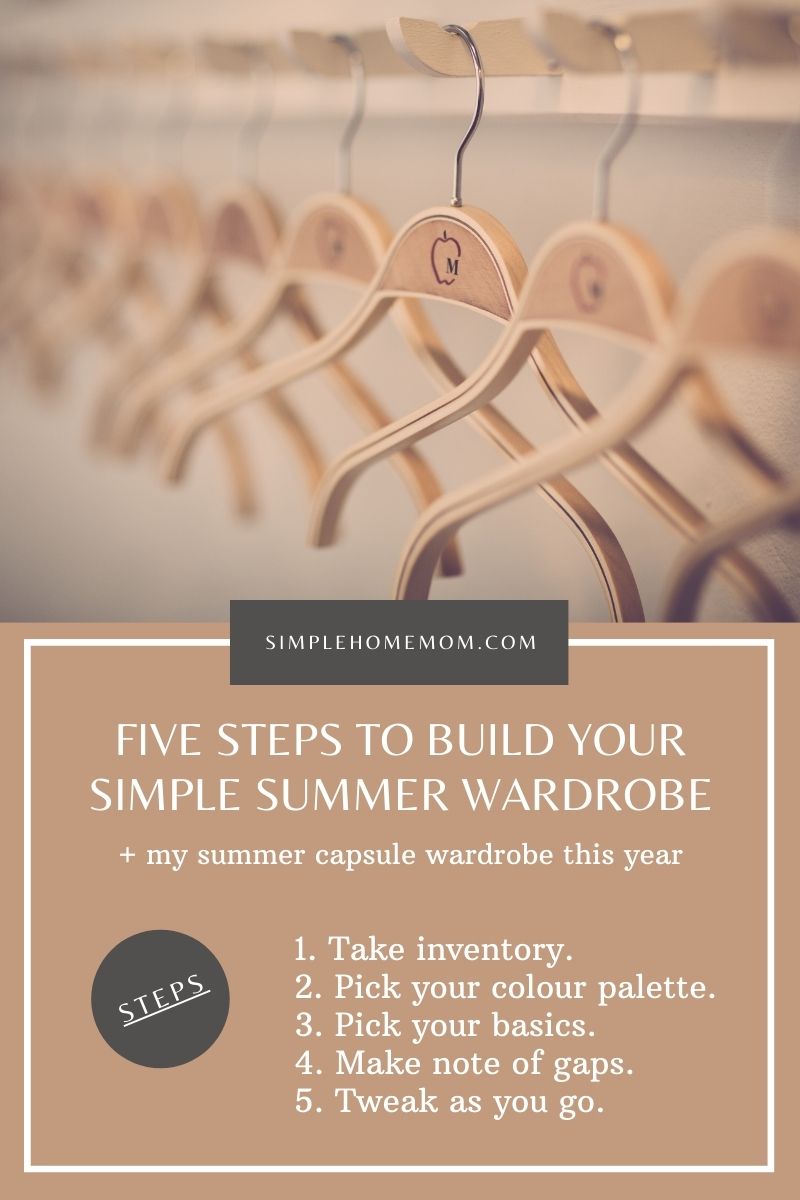 M
SIMPLEHOMEMOM.COM
FIVE STEPS TO BUILD YOUR
SIMPLE SUMMER WARDROBE
+ my summer capsule wardrobe this year
STEPS
1. Take inventory.
2. Pick your colour palette.
3. Pick your basics.
4. Make note of gaps.
5. Tweak as you go.